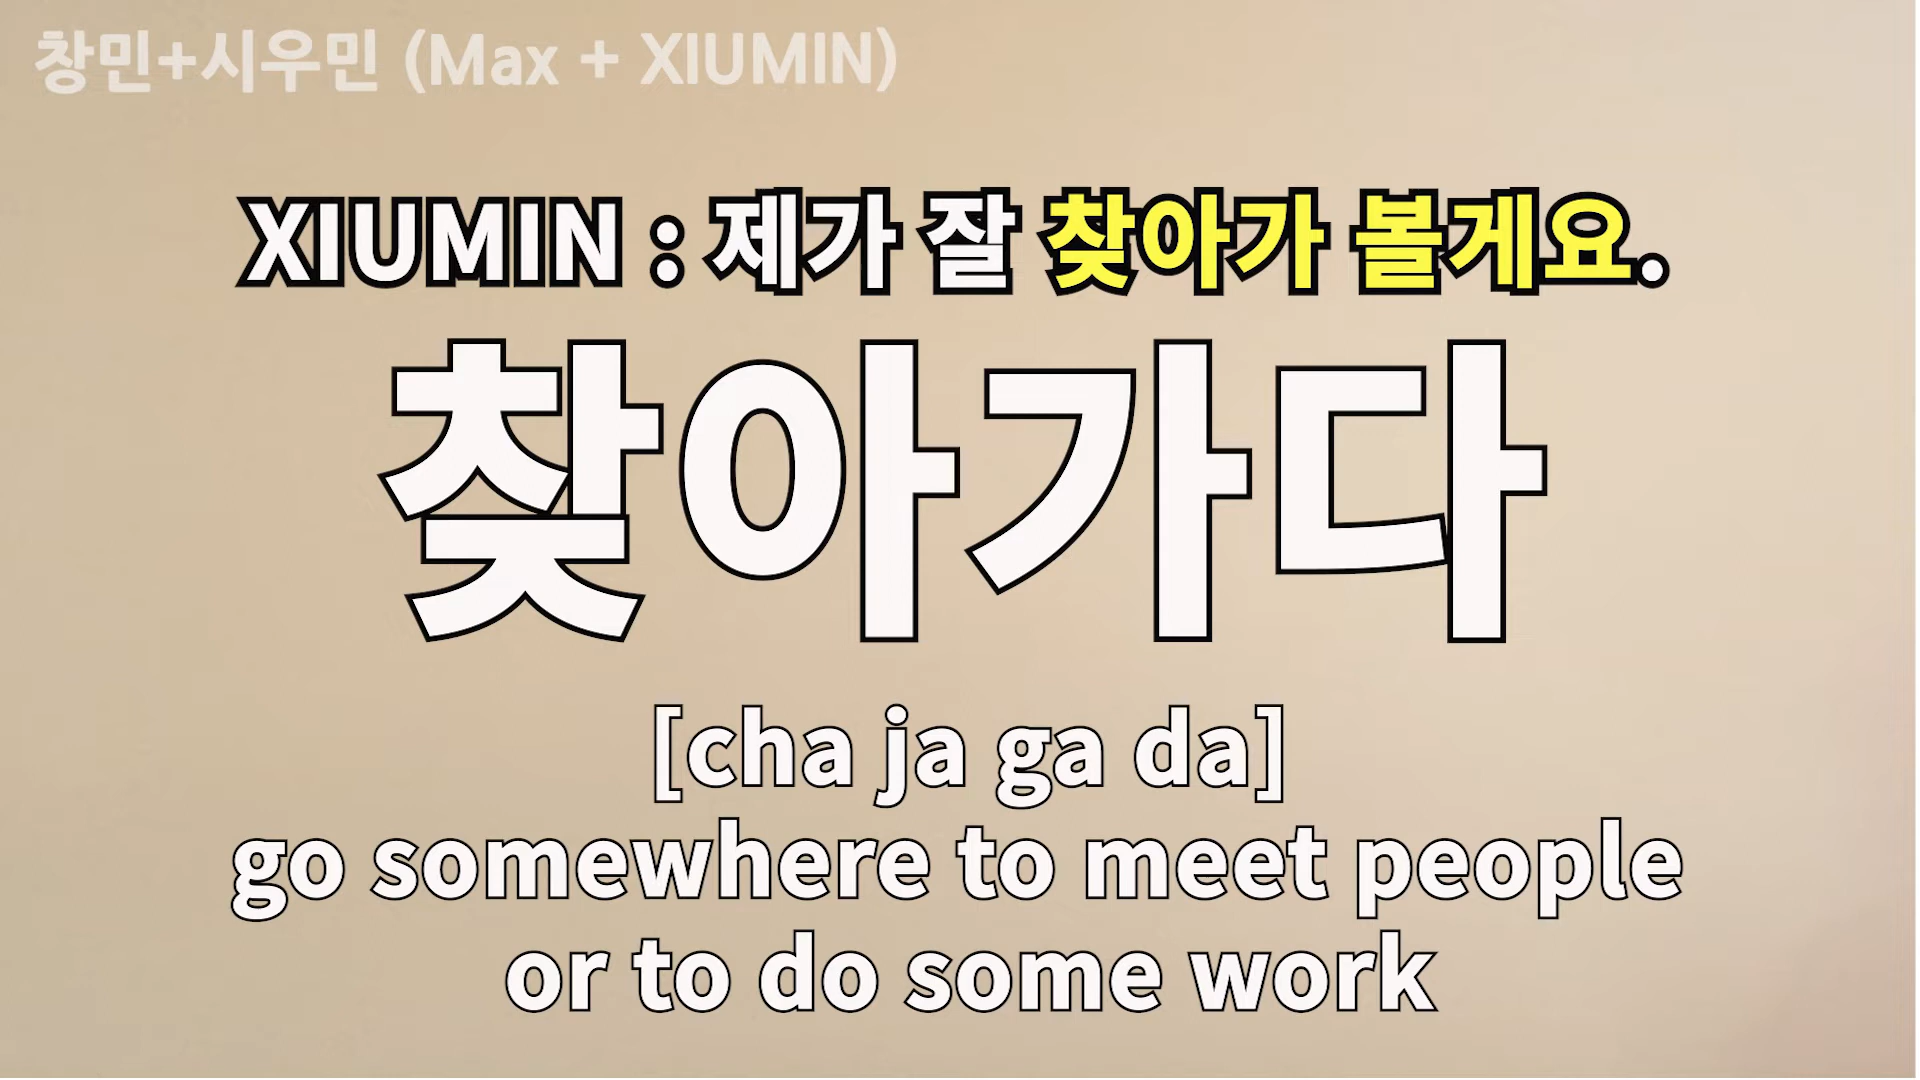 창민+시우민 (Max + XIUMIN)
XIUMIN : 제가 잘 찾아가 볼게요.
찾아가다
[cha ja ga da]
go somewhere to meet people
or to do some work